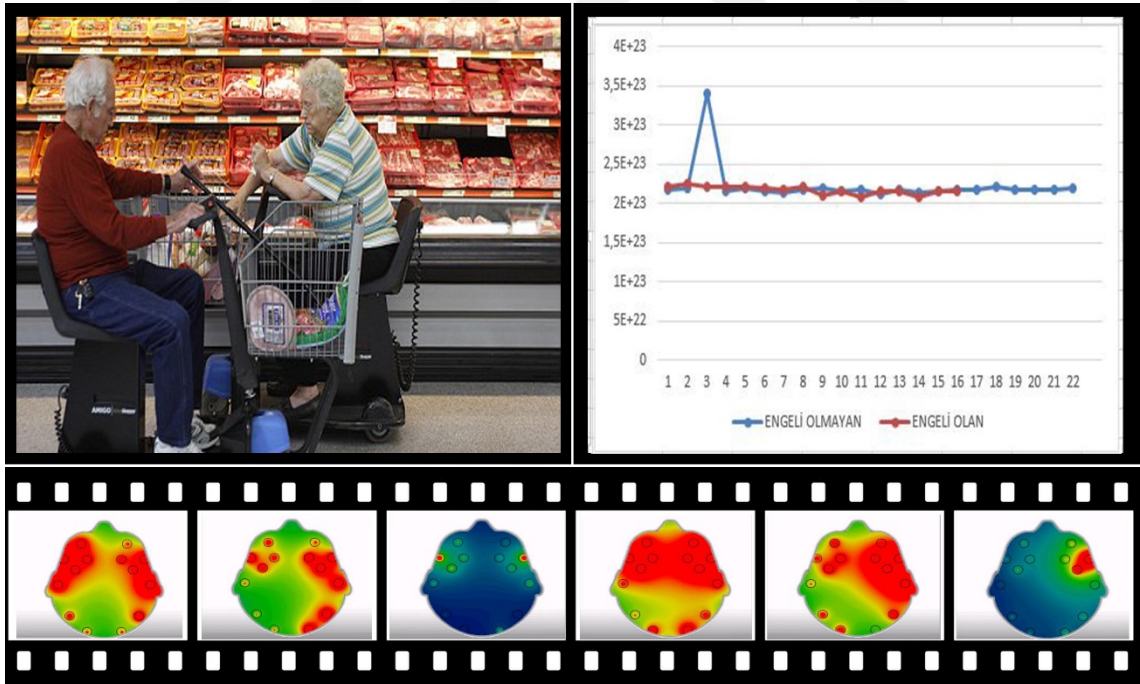 AMIGO
4E+23
3,5E+23
3E+23
2,5E+23
2E+23
1,5E+23
1E+23
5E+22
0
1 2 3 4 5 6 7 8 9 10 11 12 13 14 15 16 17 18 19 20 21 22
ENGELİ OLMAYAN ENGELİ OLAN